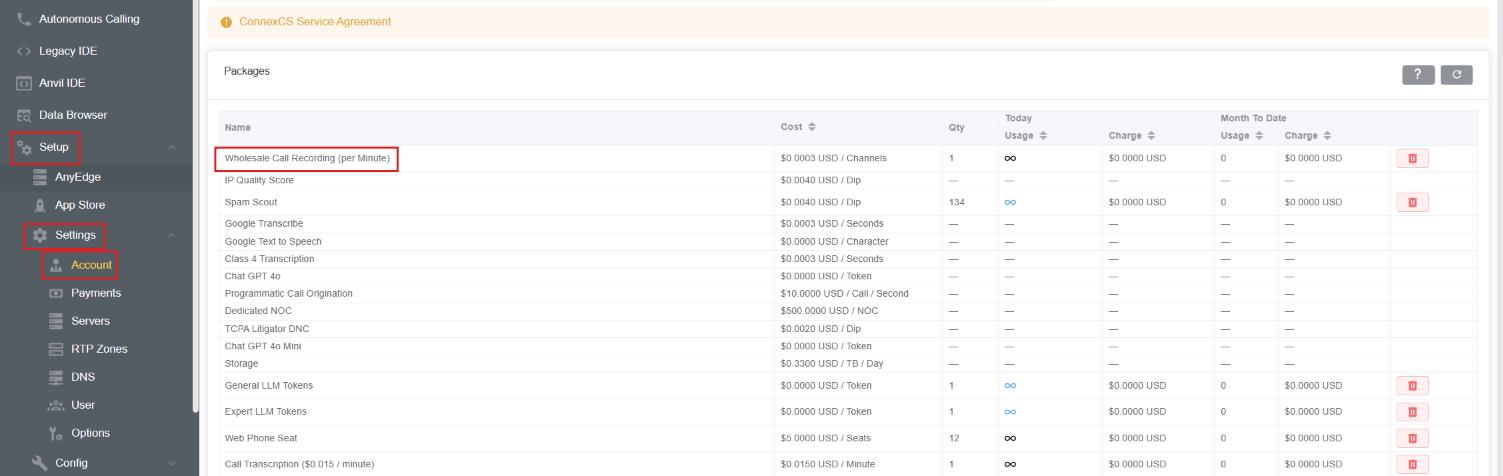 Autonomous Calling
Legacy IDE
Anvil IDE
Data Browser
Setup
AnyEdge
App Store
Settings
Account
Payments
Servers
RTP Zones
DNS
User
Options
Config
ConnexCS Service Agreement
Packages
?
Name Cost Qty Today Month To Date
Usage Charge Usage Charge
Wholesale Call Recording (per Minute) $0.0003 USD / Channels 1 ∞ $0.0000 USD 0 $0.0000 USD
IP Quality Score $0.0040 USD / Dip — — — — —
Spam Scout $0.0040 USD / Dip 134 ∞ $0.0000 USD 0 $0.0000 USD
Google Transcribe $0.0003 USD / Seconds — — — — —
Google Text to Speech $0.0000 USD / Character — — — — —
Class 4 Transcription $0.0003 USD / Seconds — — — — —
Chat GPT 4o $0.0000 USD / Token — — — — —
Programmatic Call Origination $10.0000 USD / Call / Second — — — — —
Dedicated NOC $500.0000 USD / NOC — — — — —
TCPA Litigator DNC $0.0020 USD / Dip — — — — —
Chat GPT 4o Mini $0.0000 USD / Token — — — — —
Storage $0.3300 USD / TB / Day — — — — —
General LLM Tokens $0.0000 USD / Token 1 ∞ $0.0000 USD 0 $0.0000 USD
Expert LLM Tokens $0.0000 USD / Token 1 ∞ $0.0000 USD 0 $0.0000 USD
Web Phone Seat $5.0000 USD / Seats 12 ∞ $0.0000 USD 0 $0.0000 USD
Call Transcription ($0.015 / minute) $0.0150 USD / Minute 1 ∞ $0.0000 USD 0 $0.0000 USD